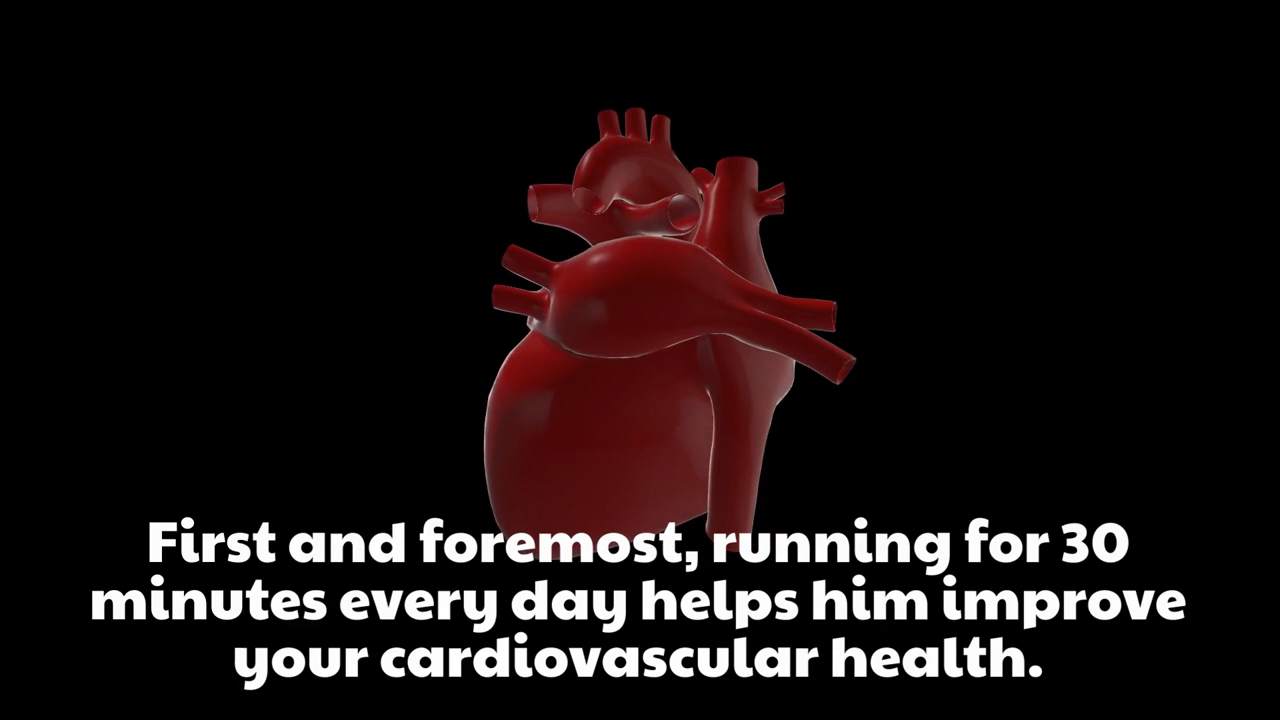 First and foremost, running for 30
minutes every day helps him improve
your cardiovascular health.